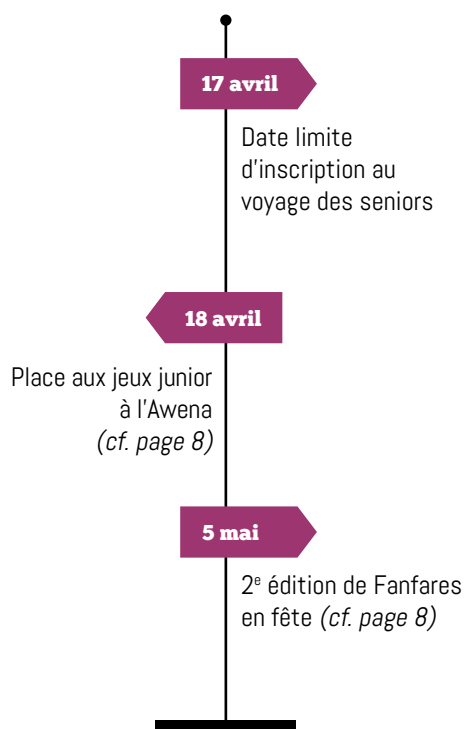 17 avril
Date limite
d'inscription au
voyage des seniors
18 avril
Place aux jeux junior
à l'Awena
(cf. page 8)
5 mai
2e édition de Fanfares
en fête (cf. page 8)